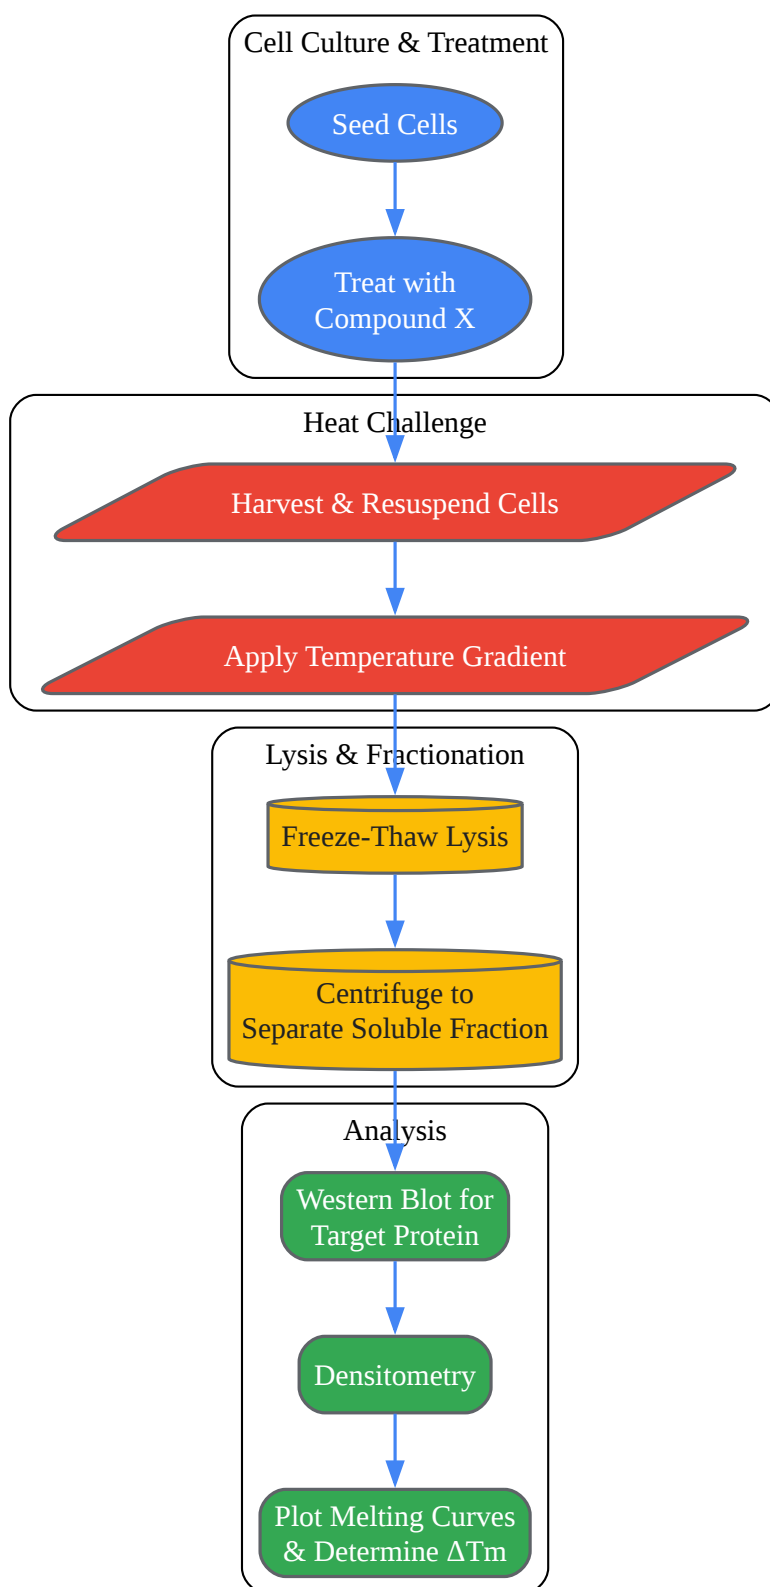 Cell Culture & Treatment
Seed Cells
Treat with
Compound X
Heat Challenge
Harvest & Resuspend Cells
Apply Temperature Gradient
Lysis & Fractionation
Freeze-Thaw Lysis
Centrifuge to
Separate Soluble Fraction
Analysis
Western Blot for
Target Protein
Densitometry
Plot Melting Curves
& Determine ΔTm